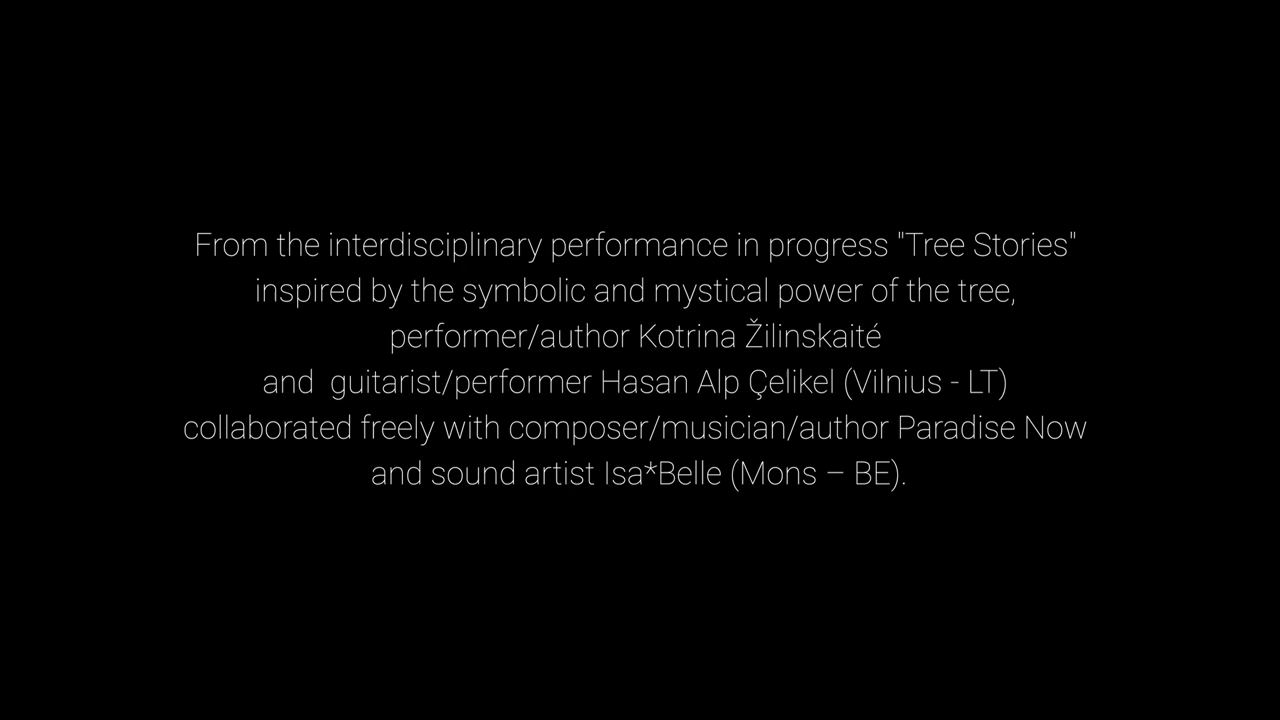 From the interdisciplinary performance in progress "Tree Stories"
inspired by the symbolic and mystical power of the tree,
performer/author Kotrina Žilinskaité
and  guitarist/performer Hasan Alp Çelikel (Vilnius - LT)
collaborated freely with composer/musician/author Paradise Now
and sound artist Isa*Belle (Mons – BE).